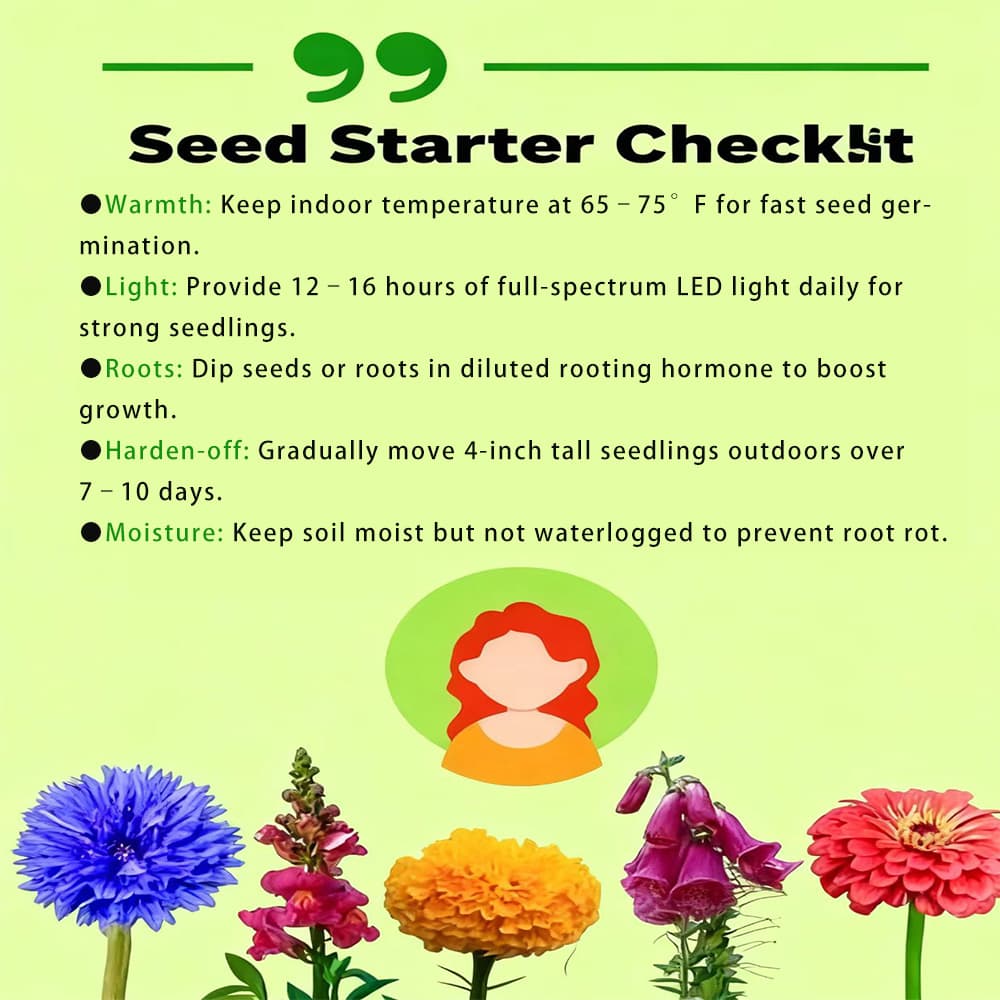 Seed Starter Checklit
●Warmth: Keep indoor temperature at 65–75°F for fast seed ger-
mination.
●Light: Provide 12–16 hours of full-spectrum LED light daily for
strong seedlings.
●Roots: Dip seeds or roots in diluted rooting hormone to boost
growth.
●Harden-off: Gradually move 4-inch tall seedlings outdoors over
7–10 days.
●Moisture: Keep soil moist but not waterlogged to prevent root rot.